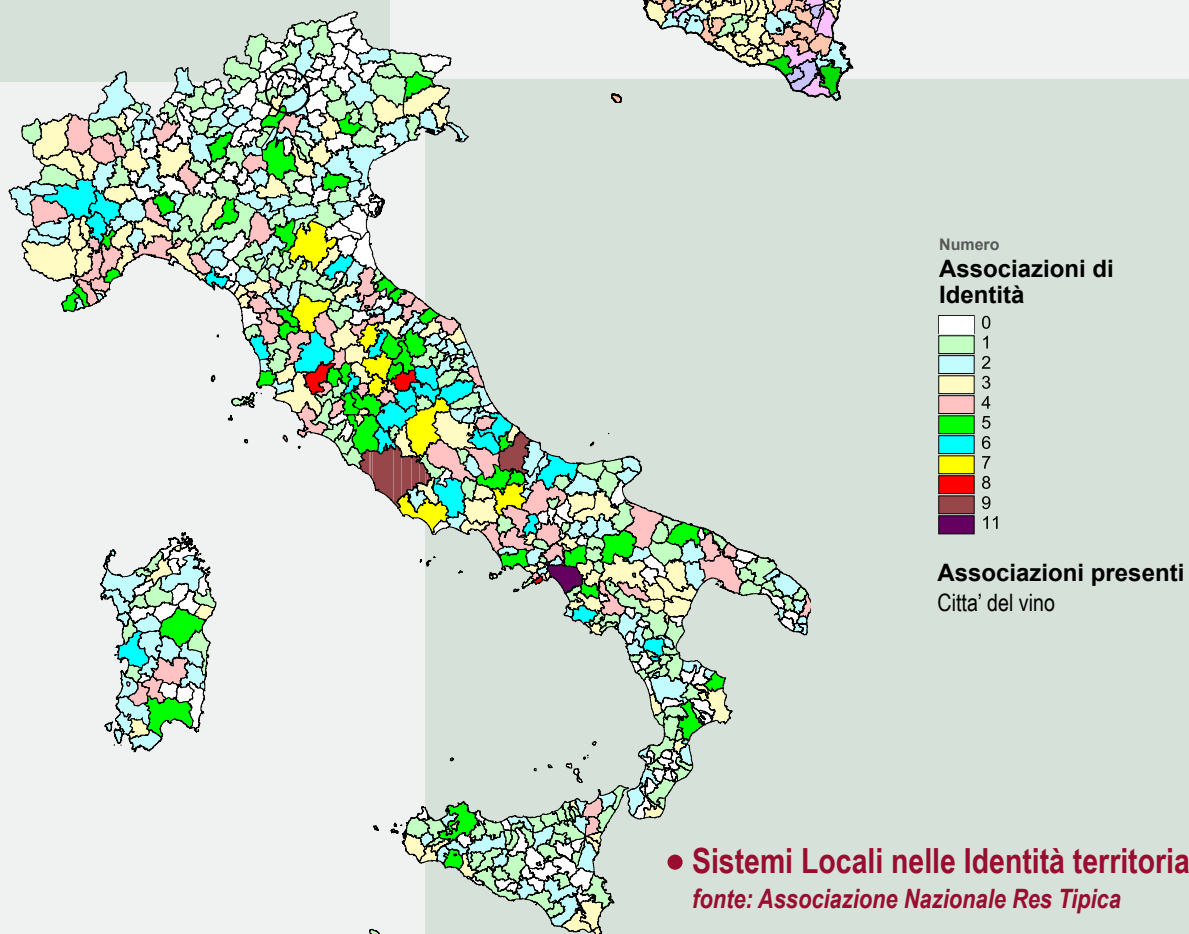 Numero
Associazioni di
Identità
0
1
2
3
4
5
6
7
8
9
11
Associazioni presenti
Citta' del vino
• Sistemi Locali nelle Identità territoria
fonte: Associazione Nazionale Res Tipica